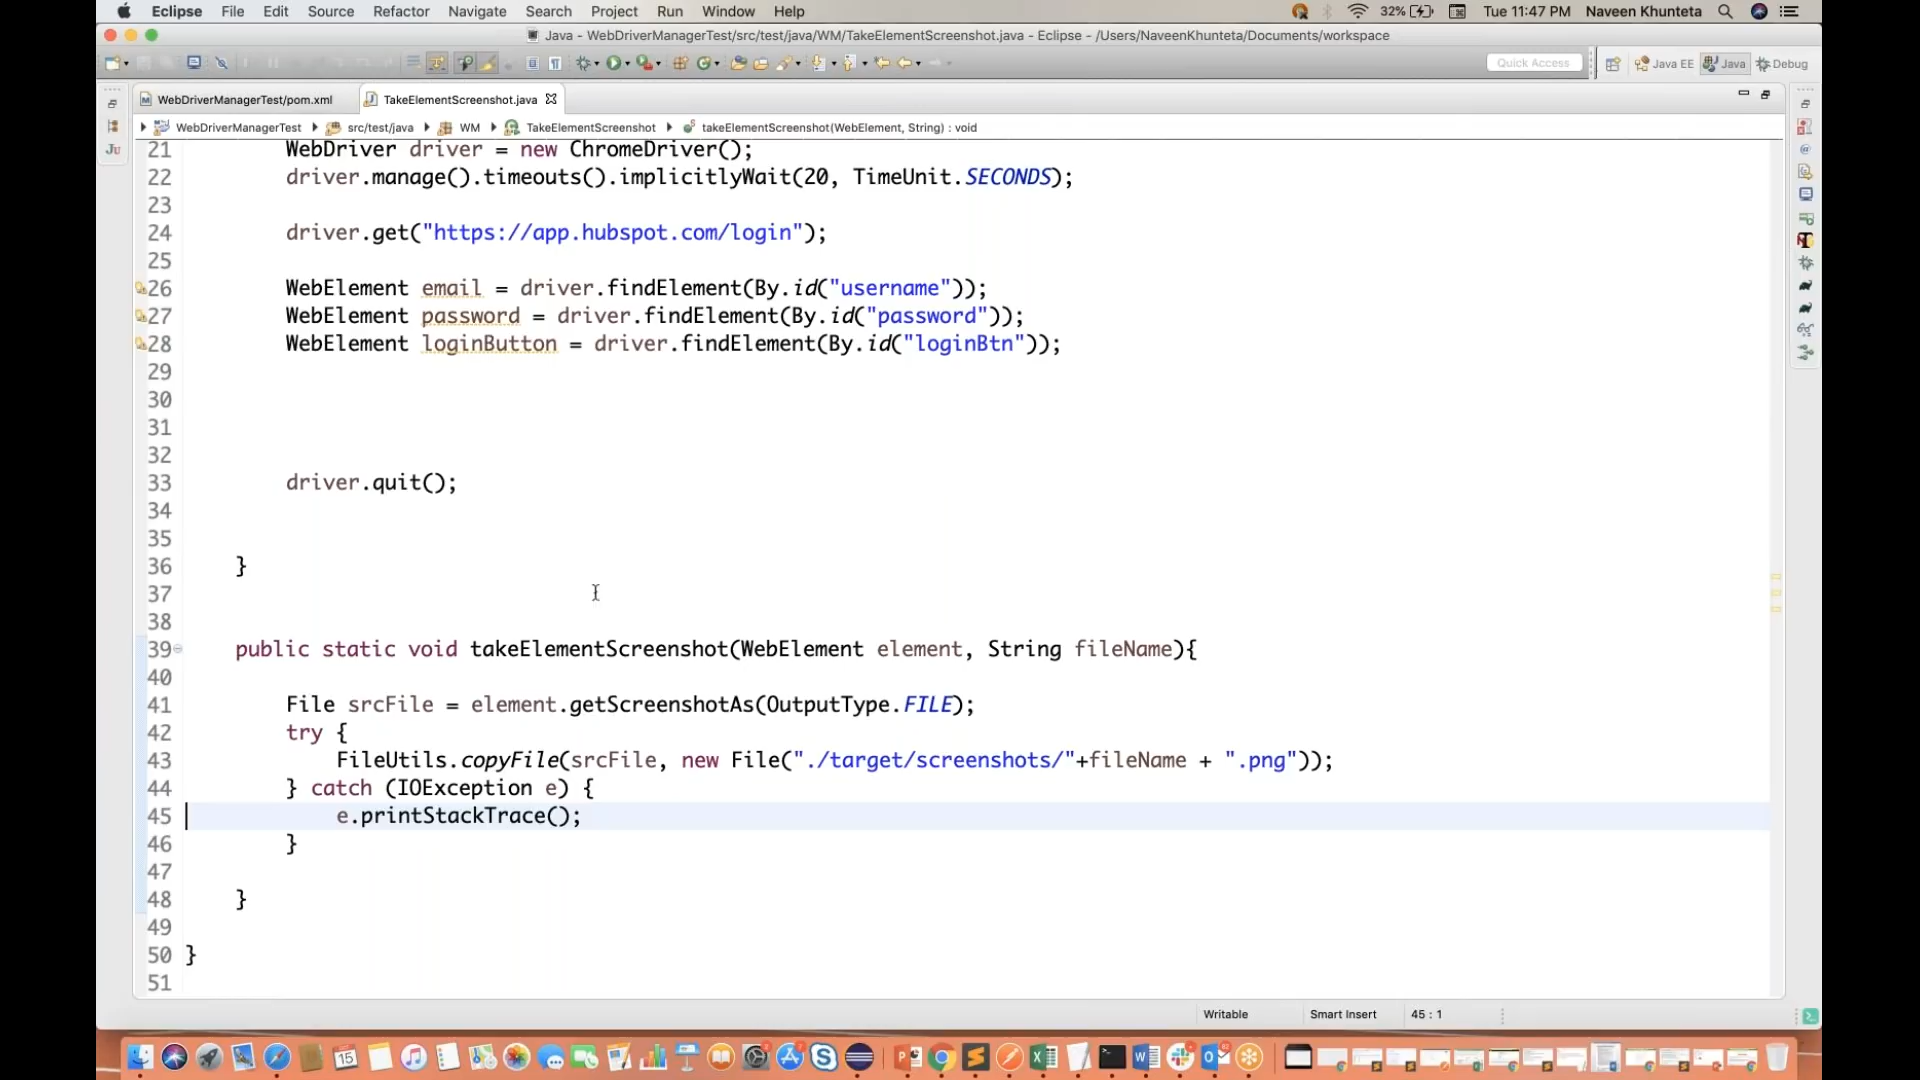 Eclipse File Edit Source Refactor Navigate Search Project Run Window Help 32% Tue 11:47 PM Naveen Khunteta
Java - WebDriverManagerTest/src/test/java/WM/TakeElementScreenshot.java - Eclipse - /Users/NaveenKhunteta/Documents/workspace
Quick Access Java EE Java Debug
WebDriverManagerTest/pom.xml TakeElementScreenshot.java
WebDriverManagerTest src/test/java WM TakeElementScreenshot takeElementScreenshot(WebElement, String) : void
21 WebDriver driver = new ChromeDriver();
22 driver.manage().timeouts().implicitlyWait(20, TimeUnit.SECONDS);
23
24 driver.get("https://app.hubspot.com/login");
25
26 WebElement email = driver.findElement(By.id("username"));
27 WebElement password = driver.findElement(By.id("password"));
28 WebElement loginButton = driver.findElement(By.id("loginBtn"));
29
30
31
32
33 driver.quit();
34
35
36 }
37
38
39 public static void takeElementScreenshot(WebElement element, String fileName){
40
41 File srcFile = element.getScreenshotAs(OutputType.FILE);
42 try {
43 FileUtils.copyFile(srcFile, new File("./target/screenshots/"+fileName + ".png"));
44 } catch (IOException e) {
45 e.printStackTrace();
46 }
47
48 }
49
50 }
51
Writable Smart Insert 45 : 1